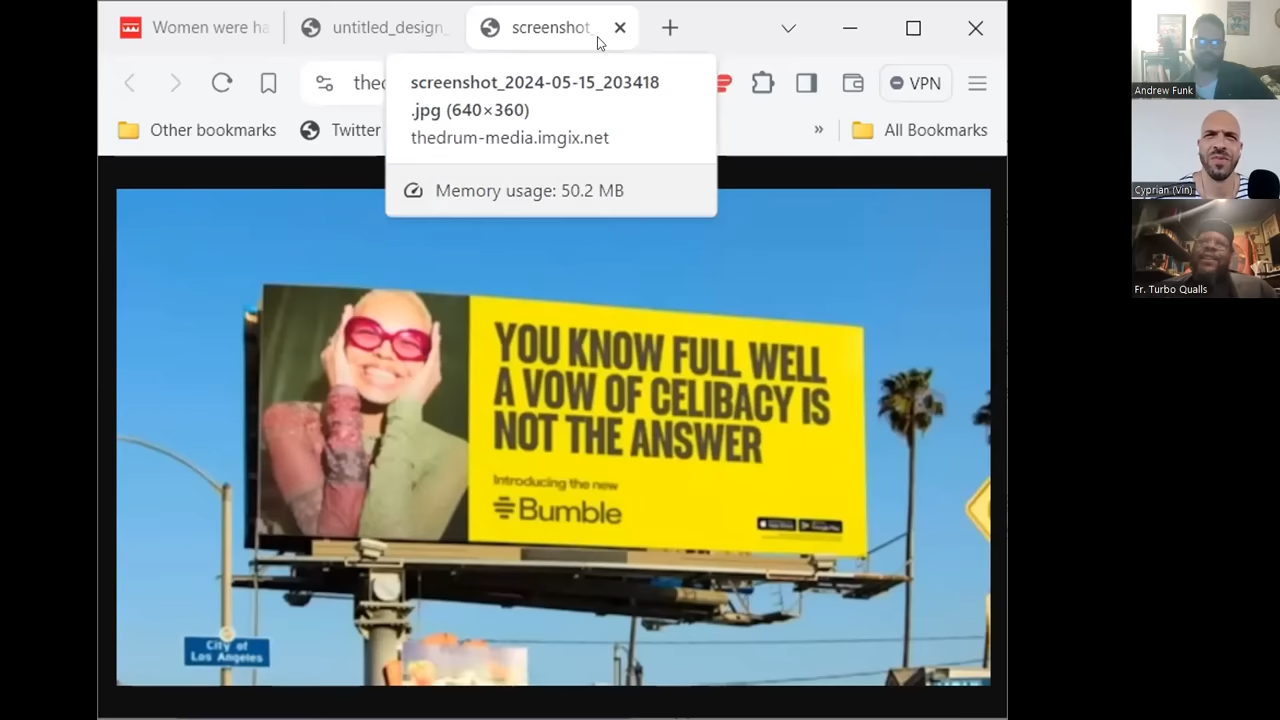 Women were ha
untitled_design_
screenshot
thed
VPN
screenshot_2024-05-15_203418
.jpg (640×360)
thedrum-media.imgix.net
Memory usage: 50.2 MB
Other bookmarks
Twitter
»
All Bookmarks
YOU KNOW FULL WELL
A VOW OF CELIBACY IS
NOT THE ANSWER
Introducing the new
Bumble
City of
Los Angeles
Andrew Funk
Cyprian (Vin)
Fr. Turbo Qualls